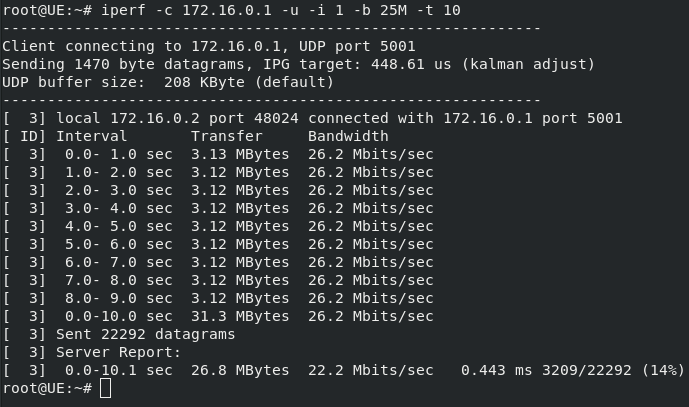 root@UE:~# iperf -c 172.16.0.1 -u -i 1 -b 25M -t 10
------------------------------------------------------------
Client connecting to 172.16.0.1, UDP port 5001
Sending 1470 byte datagrams, IPG target: 448.61 us (kalman adjust)
UDP buffer size:  208 KByte (default)
------------------------------------------------------------
[  3] local 172.16.0.2 port 48024 connected with 172.16.0.1 port 5001
[ ID] Interval       Transfer     Bandwidth
[  3]  0.0- 1.0 sec  3.13 MBytes  26.2 Mbits/sec
[  3]  1.0- 2.0 sec  3.12 MBytes  26.2 Mbits/sec
[  3]  2.0- 3.0 sec  3.12 MBytes  26.2 Mbits/sec
[  3]  3.0- 4.0 sec  3.12 MBytes  26.2 Mbits/sec
[  3]  4.0- 5.0 sec  3.12 MBytes  26.2 Mbits/sec
[  3]  5.0- 6.0 sec  3.12 MBytes  26.2 Mbits/sec
[  3]  6.0- 7.0 sec  3.12 MBytes  26.2 Mbits/sec
[  3]  7.0- 8.0 sec  3.12 MBytes  26.2 Mbits/sec
[  3]  8.0- 9.0 sec  3.12 MBytes  26.2 Mbits/sec
[  3]  0.0-10.0 sec  31.3 MBytes  26.2 Mbits/sec
[  3] Sent 22292 datagrams
[  3] Server Report:
[  3]  0.0-10.1 sec  26.8 MBytes  22.2 Mbits/sec   0.443 ms 3209/22292 (14%)
root@UE:~#